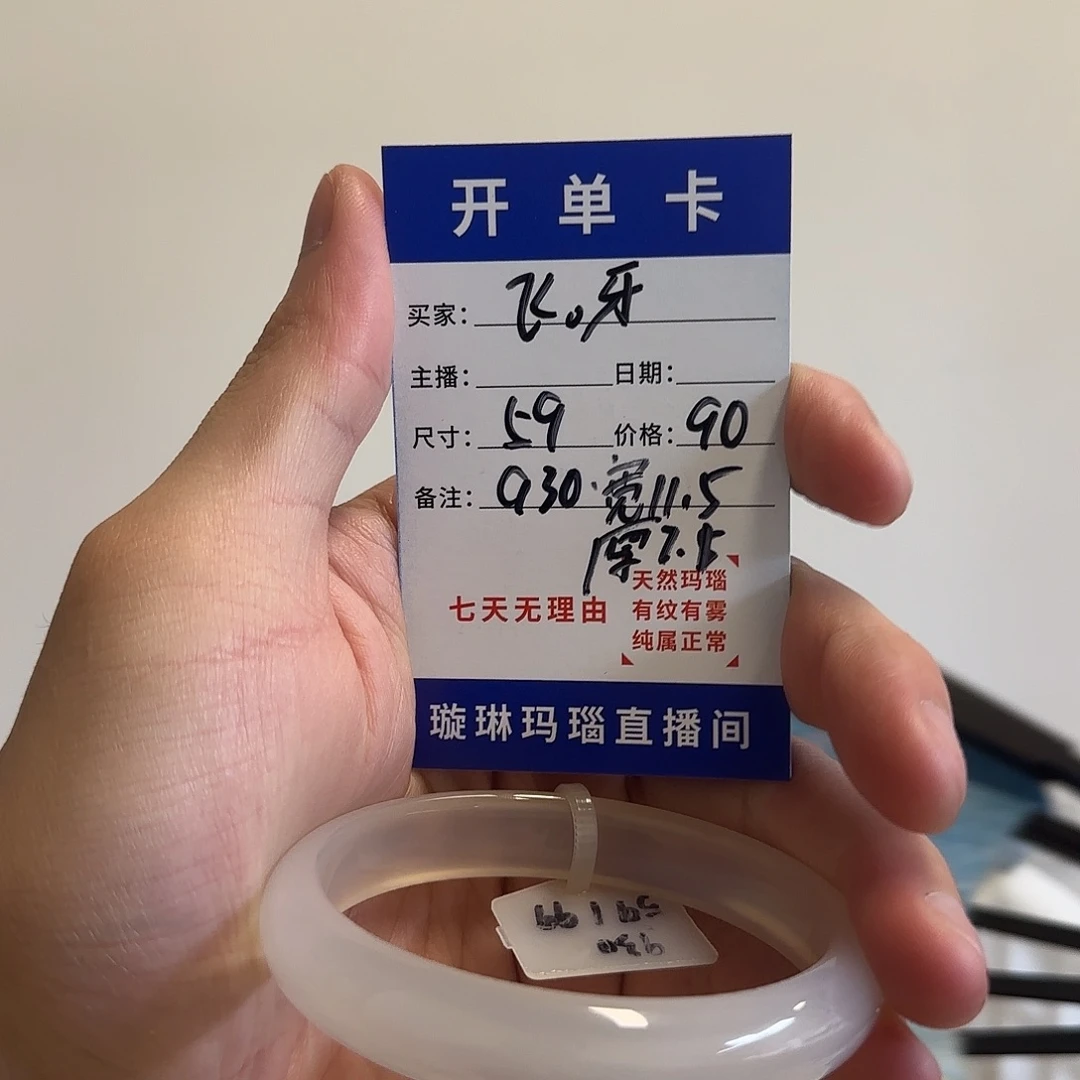 开单卡
买家：飞。牙
主播： 日期：
尺寸：59 价格：90
备注：930.宽11.5
厚7.5
天然玛瑙
七天无理由 有纹有雾
纯属正常
璇琳玛瑙直播间
930